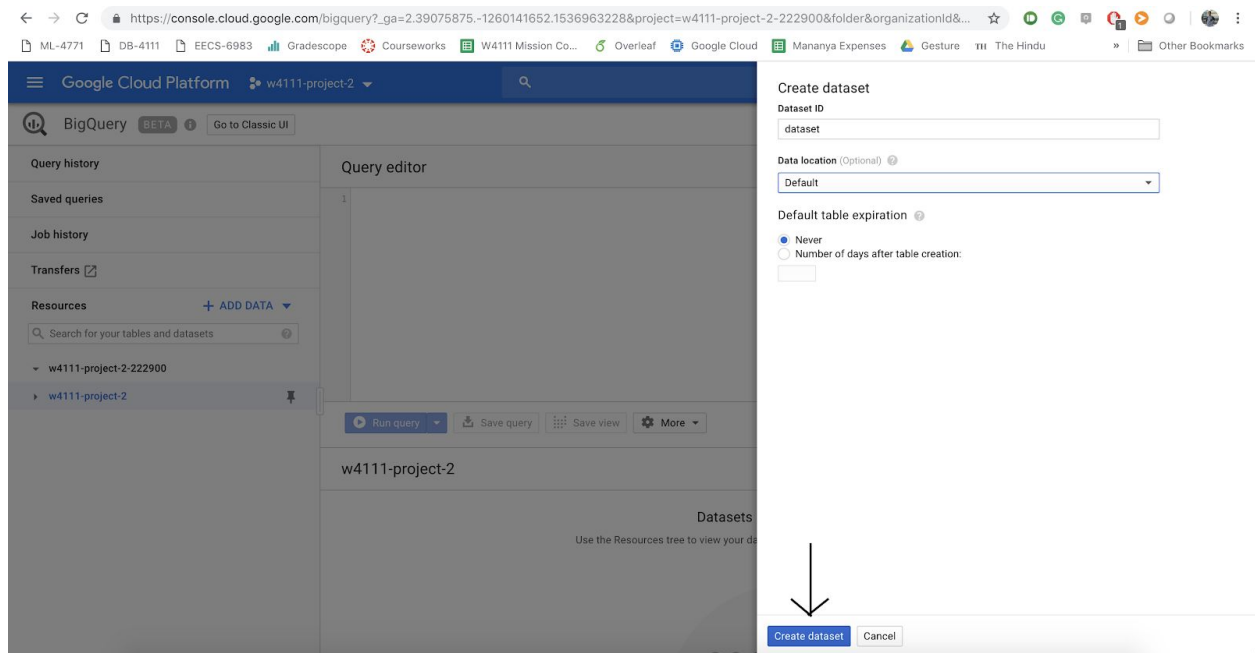 https://console.cloud.google.com/bigquery?_ga=2.39075875.-1260141652.1536963228&project=w4111-project-2-222900&folder&organizationId&...
ML-4771 DB-4111 EECS-6983 Gradescope Courseworks W4111 Mission Co... Overleaf Google Cloud Mananya Expenses Gesture TH The Hindu » Other Bookmarks
Google Cloud Platform w4111-project-2
BigQuery BETA Go to Classic UI
Query history
Saved queries
Job history
Transfers
Resources + ADD DATA
Search for your tables and datasets
w4111-project-2-222900
w4111-project-2
Query editor
1
Run query Save query Save view More
w4111-project-2
Datasets
Use the Resources tree to view your da
Create dataset
Dataset ID
dataset
Data location (Optional)
Default
Default table expiration
Never
Number of days after table creation:
Create dataset Cancel